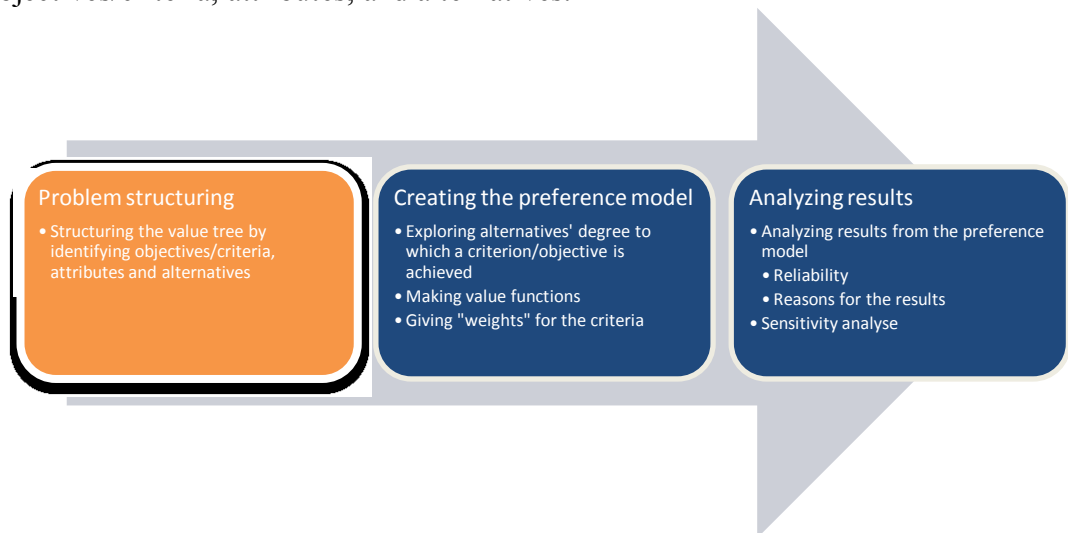 Problem structuring
• Structuring the value tree by
identifying objectives/criteria,
attributes and alternatives
Creating the preference model
• Exploring alternatives' degree to
which a criterion/objective is
achieved
• Making value functions
• Giving "weights" for the criteria
Analyzing results
• Analyzing results from the preference
model
• Reliability
• Reasons for the results
• Sensitivity analyse